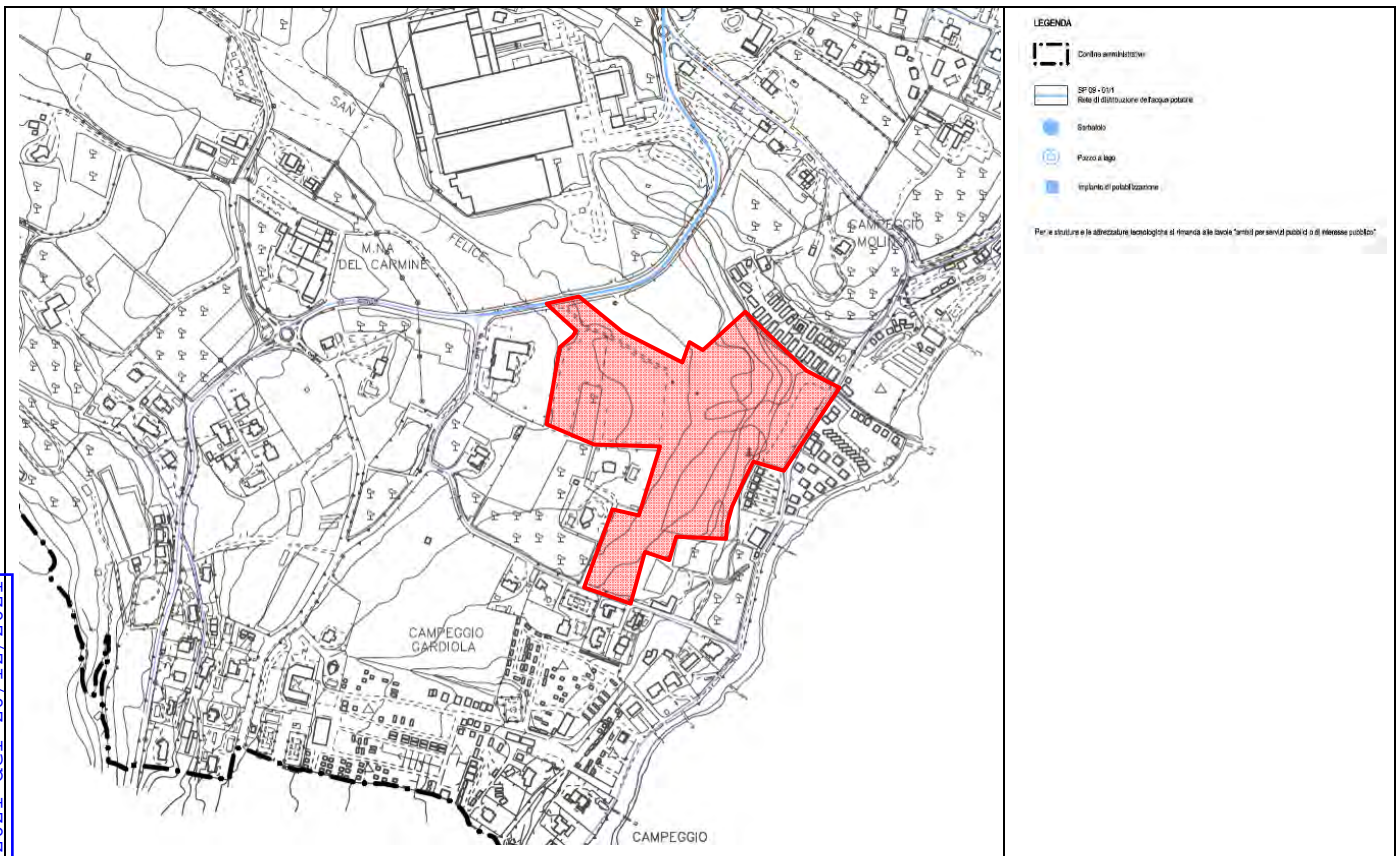 SAN
FELICE
M.NA
DEL CARMINE
CAMPEGGIO
MOLINO
CAMPEGGIO
GARDIOLA
CAMPEGGIO
LEGENDA
Confine amministrativo
SP 09 - 01/1
Rete di distribuzione dell'acqua potabile
Serbatoio
Pozzo a lago
Impianto di potabilizzazione
Per le strutture e le attrezzature tecnologiche si rimanda alle tavole "ambiti per servizi pubblici o di interesse pubblico"